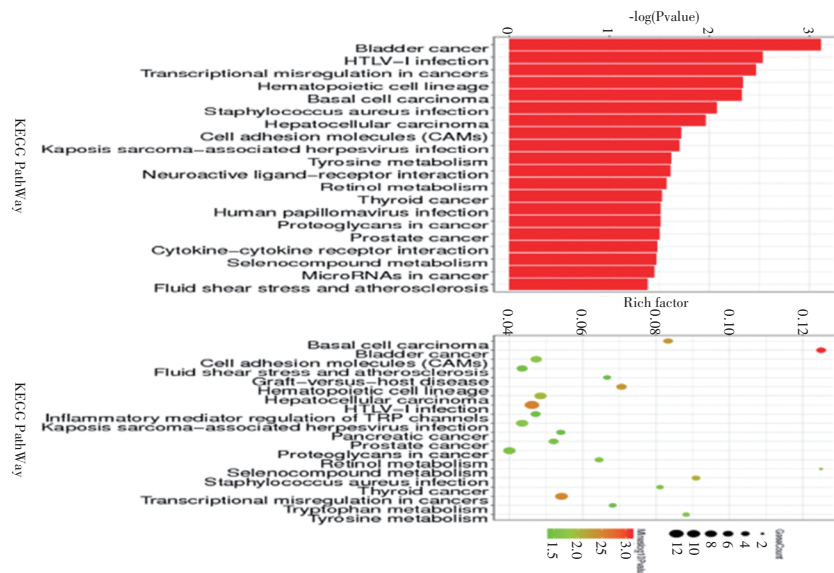 -log(Pvalue)
0 1 2 3
KEGG PathWay
Bladder cancer
HTLV−I infection
Transcriptional misregulation in cancers
Hematopoietic cell lineage
Basal cell carcinoma
Staphylococcus aureus infection
Hepatocellular carcinoma
Cell adhesion molecules (CAMs)
Kaposis sarcoma−associated herpesvirus infection
Tyrosine metabolism
Neuroactive ligand−receptor interaction
Retinol metabolism
Thyroid cancer
Human papillomavirus infection
Proteoglycans in cancer
Prostate cancer
Cytokine−cytokine receptor interaction
Selenocompound metabolism
MicroRNAs in cancer
Fluid shear stress and atherosclerosis
Rich factor
0.04 0.06 0.08 0.10 0.12
KEGG PathWay
Basal cell carcinoma
Bladder cancer
Cell adhesion molecules (CAMs)
Fluid shear stress and atherosclerosis
Graft−versus−host disease
Hematopoietic cell lineage
Hepatocellular carcinoma
HTLV−I infection
Inflammatory mediator regulation of TRP channels
Kaposis sarcoma−associated herpesvirus infection
Pancreatic cancer
Prostate cancer
Proteoglycans in cancer
Retinol metabolism
Selenocompound metabolism
Staphylococcus aureus infection
Thyroid cancer
Transcriptional misregulation in cancers
Tryptophan metabolism
Tyrosine metabolism
1.5 2.0 25 3.0
GeneCount
12 10 8 6 4 2